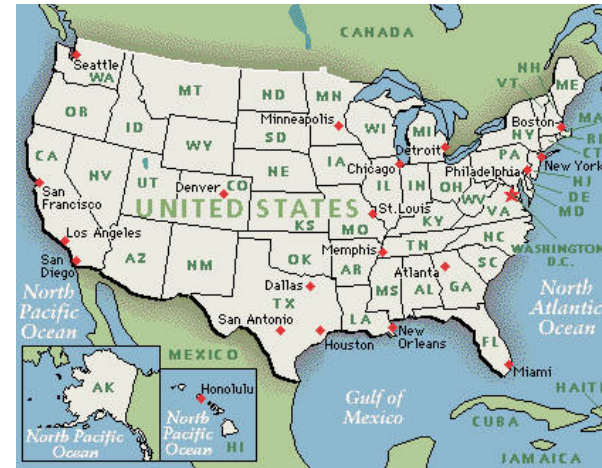 CANADA
Seattle
WA
MT
ND
MN
NH
VT
ME
OR
ID
Minneapolis
WI
MI
Boston
MA
SD
NY
RI
WY
Detroit
CT
CA
IA
Chicago
PA
New York
NV
NE
Philadelphia
UT
Denver
CO
IL
IN
OH
NJ
San
Francisco
WV
DE
UNITED STATES
St.Louis
VA
MD
KS
MO
KY
Los Angeles
Memphis
TN
NC
WASHINGTON
D.C.
San
Diego
AZ
NM
OK
AR
Atlanta
SC
North
Pacific
Ocean
Dallas
MS
AL
GA
North
Atlantic
Ocean
TX
San Antonio
LA
Houston
New
Orleans
FL
MEXICO
Miami
AK
Honolulu
Gulf of
Mexico
HAITI
North Pacific
Ocean
North
Pacific
Ocean
HI
CUBA
JAMAICA